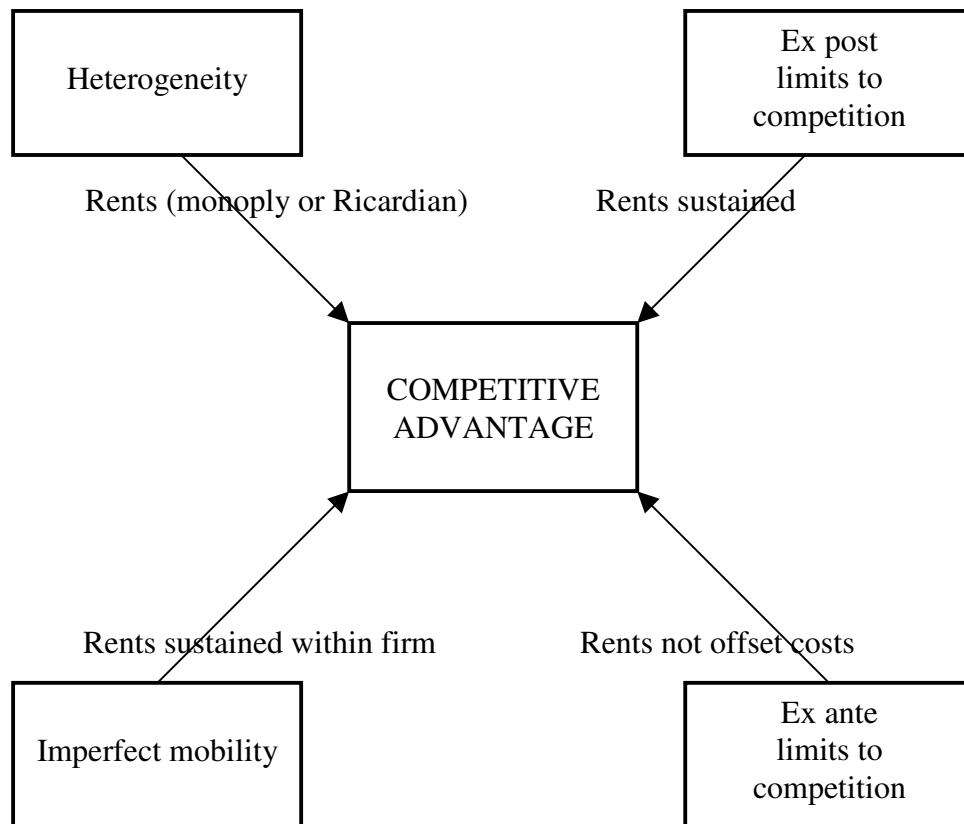 Heterogeneity
Ex post
limits to
competition
Rents (monoply or Ricardian)
Rents sustained
COMPETITIVE
ADVANTAGE
Rents sustained within firm
Rents not offset costs
Imperfect mobility
Ex ante
limits to
competition